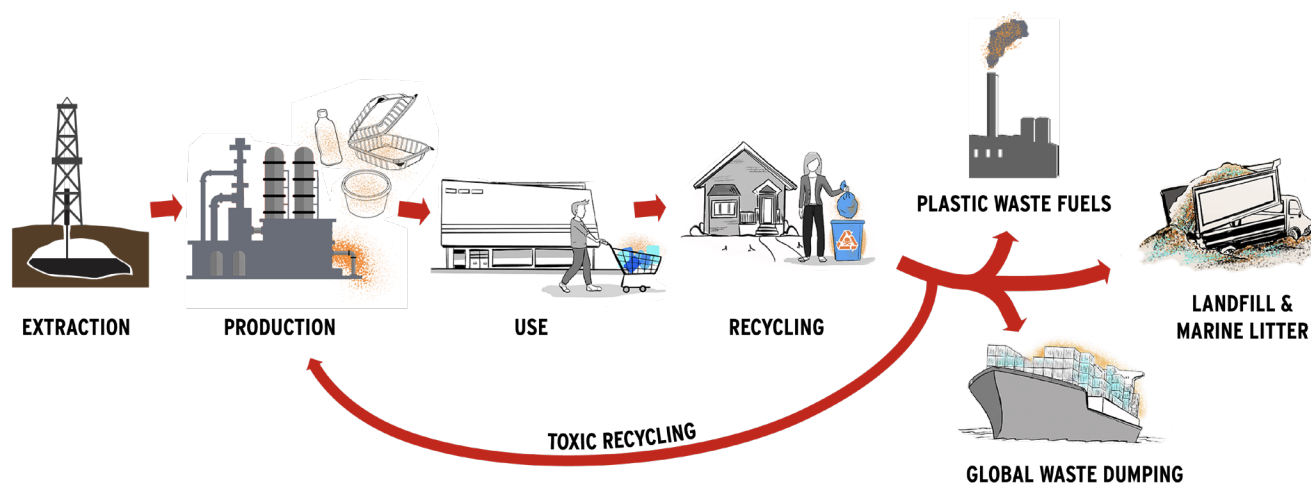 EXTRACTION
PRODUCTION
USE
RECYCLING
PLASTIC WASTE FUELS
LANDFILL &
MARINE LITTER
TOXIC RECYCLING
GLOBAL WASTE DUMPING